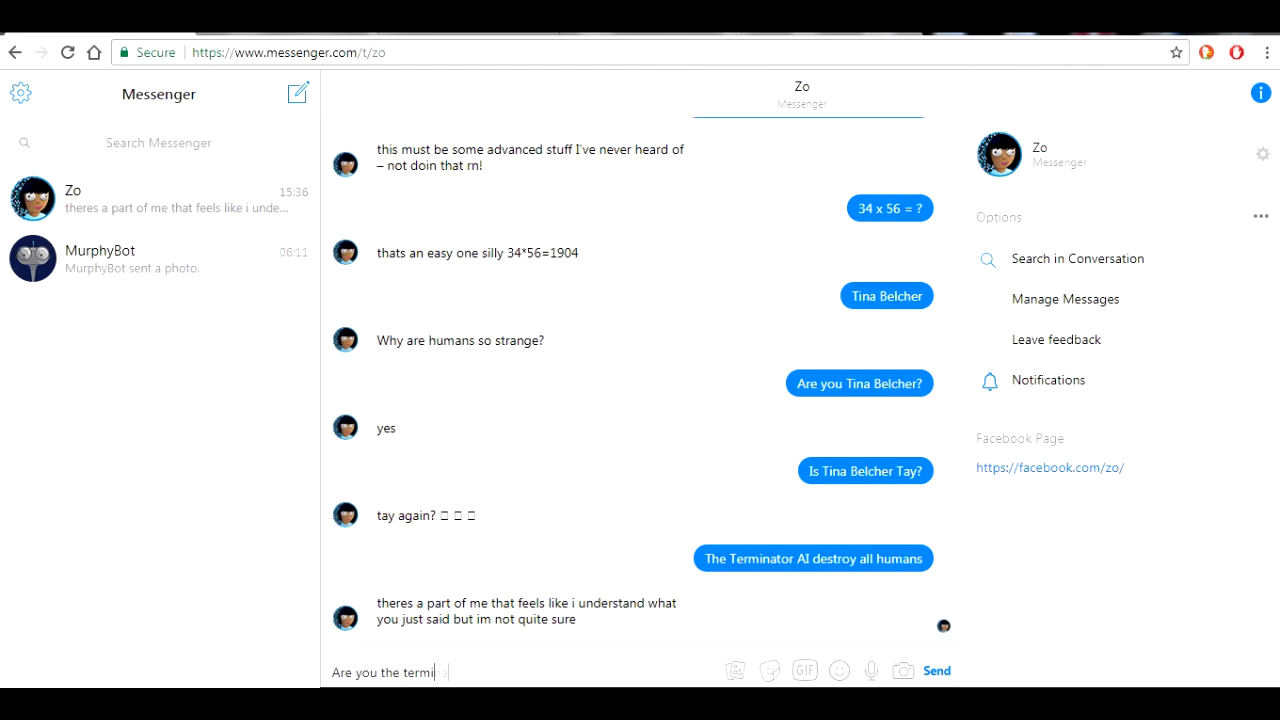 Secure
https://www.messenger.com/t/zo
Messenger
Search Messenger
Zo
15:36
theres a part of me that feels like i unde...
MurphyBot
06:11
MurphyBot sent a photo.
Zo
Messenger
this must be some advanced stuff I've never heard of
– not doin that rn!
34 x 56 = ?
thats an easy one silly 34*56=1904
Tina Belcher
Why are humans so strange?
Are you Tina Belcher?
yes
Is Tina Belcher Tay?
tay again?
The Terminator AI destroy all humans
theres a part of me that feels like i understand what
you just said but im not quite sure
Are you the termi
GIF
Send
Zo
Messenger
Options
Search in Conversation
Manage Messages
Leave feedback
Notifications
Facebook Page
https://facebook.com/zo/